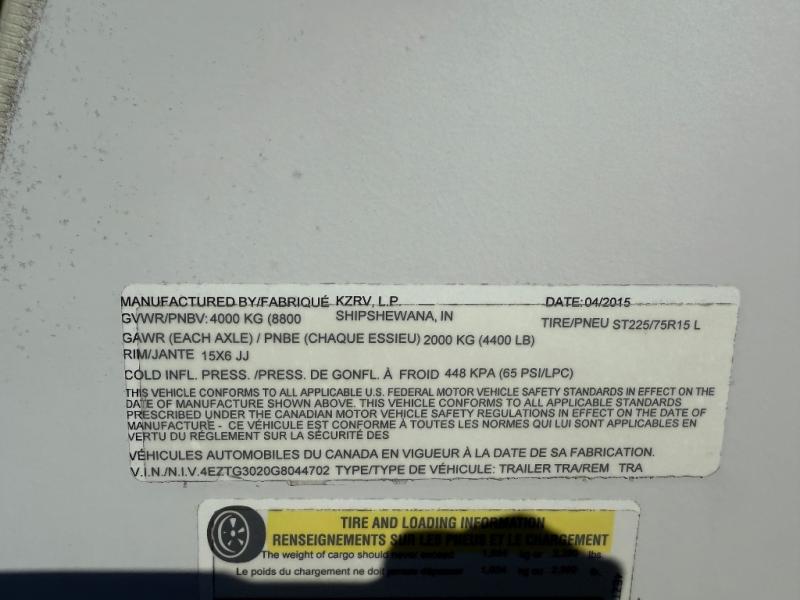 MANUFACTURED BY/FABRIQUÉ KZRV, L.P. DATE: 04/2015
GVWR/PNBV: 4000 KG (8800 SHIPSHEWANA, IN TIRE/PNEU ST225/75R15 L
GAWR (EACH AXLE) / PNBE (CHAQUE ESSIEU) 2000 KG (4400 LB)
RIM/JANTE 15X6 JJ
COLD INFL. PRESS. /PRESS. DE GONFL. À FROID 448 KPA (65 PSI/LPC)
THIS VEHICLE CONFORMS TO ALL APPLICABLE U.S. FEDERAL MOTOR VEHICLE SAFETY STANDARDS IN EFFECT ON THE
DATE OF MANUFACTURE SHOWN ABOVE. THIS VEHICLE CONFORMS TO ALL APPLICABLE STANDARDS
PRESCRIBED UNDER THE CANADIAN MOTOR VEHICLE SAFETY REGULATIONS IN EFFECT ON THE DATE OF
MANUFACTURE - CE VÉHICULE EST CONFORME À TOUTES LES NORMES QUI LUI SONT APPLICABLES EN
VERTU DU RÉGLEMENT SUR LA SÉCURITÉ DES
VÉHICULES AUTOMOBILES DU CANADA EN VIGUEUR À LA DATE DE SA FABRICATION.
V.I.N./N.I.V. 4EZTG3020G8044702 TYPE/TYPE DE VÉHICULE: TRAILER TRA/REM TRA
TIRE AND LOADING INFORMATION
RENSEIGNEMENTS SUR LES PNEUS ET LE CHARGEMENT
The weight of cargo should never exceed kg or lbs
Le poids du chargement ne doit jamais dépasser kg ou